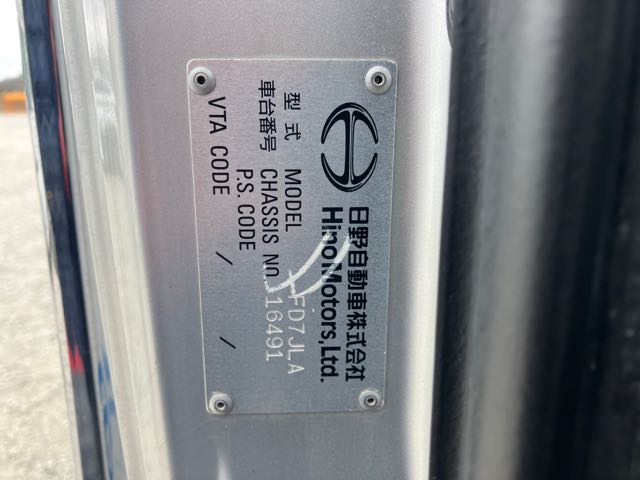 日野自動車株式会社
Hino Motors, Ltd.
型式 MODEL FD7JLA
車台番号 CHASSIS NO. 16491
P.S. CODE /
VTA CODE /